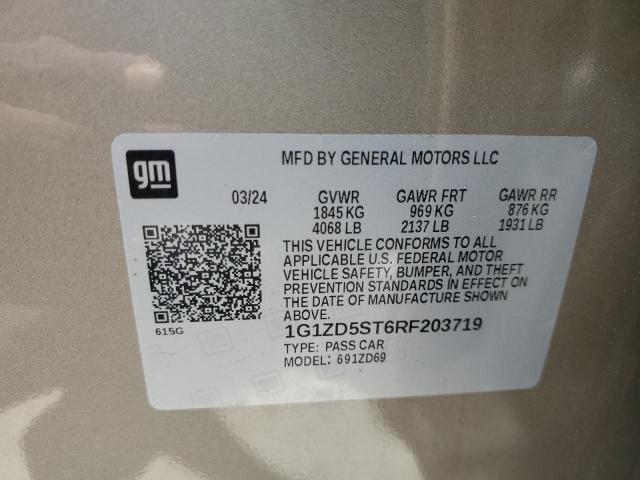 gm
MFD BY GENERAL MOTORS LLC
03/24 GVWR GAWR FRT GAWR RR
1845 KG 969 KG 876 KG
4068 LB 2137 LB 1931 LB
THIS VEHICLE CONFORMS TO ALL
APPLICABLE U.S. FEDERAL MOTOR
VEHICLE SAFETY, BUMPER, AND THEFT
PREVENTION STANDARDS IN EFFECT ON
THE DATE OF MANUFACTURE SHOWN
ABOVE.
615G
1G1ZD5ST6RF203719
TYPE: PASS CAR
MODEL: 691ZD69